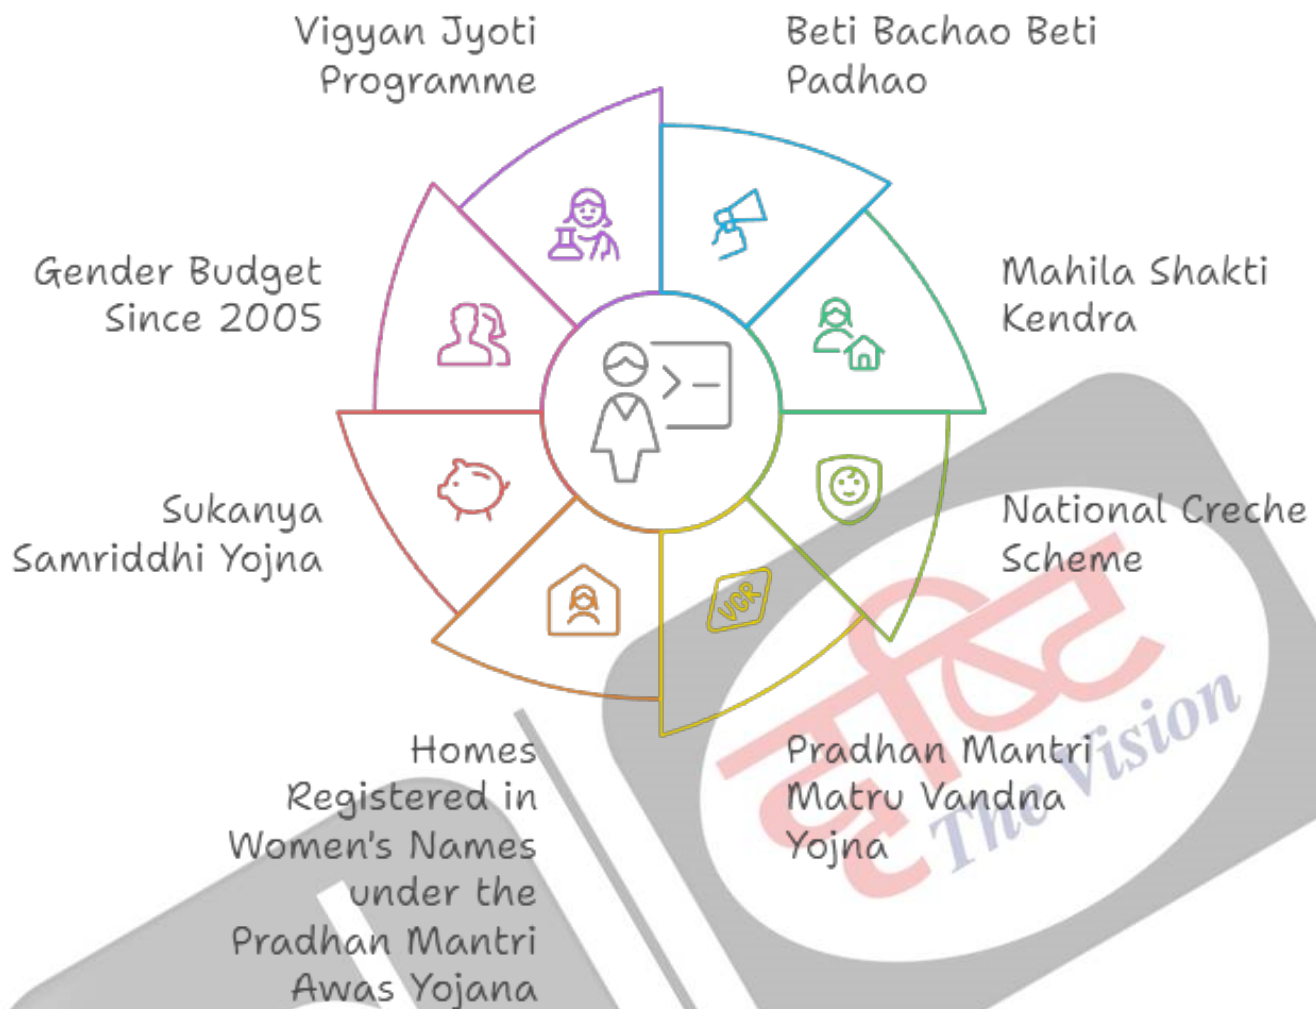 Vigyan Jyoti
Programme
Beti Bachao Beti
Padhao
Gender Budget
Since 2005
Mahila Shakti
Kendra
Sukanya
Samriddhi Yojna
National Creche
Scheme
VCR
Homes
Registered in
Women's Names
under the
Pradhan Mantri
Awas Yojana
Pradhan Mantri
Matru Vandna
Yojna
दृष्टि
The Vision